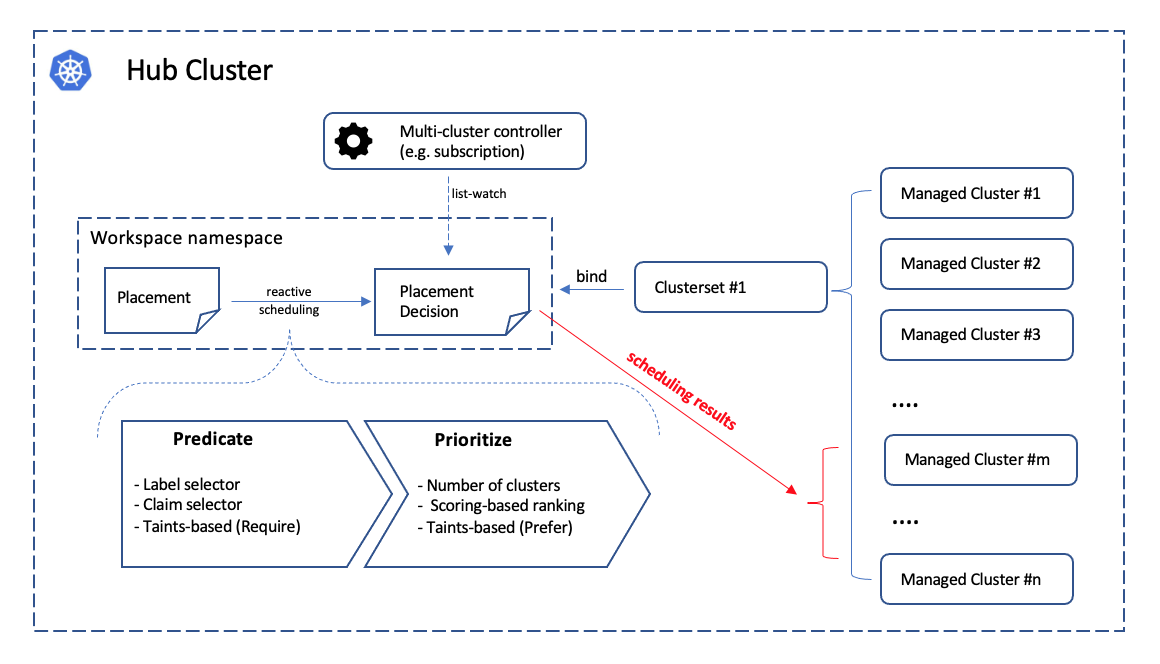 Hub Cluster
Multi-cluster controller
(e.g. subscription)
list-watch
Workspace namespace
Placement
reactive
scheduling
Placement
Decision
bind
Clusterset #1
Managed Cluster #1
Managed Cluster #2
Managed Cluster #3
....
Managed Cluster #m
....
Managed Cluster #n
scheduling results
Predicate
- Label selector
- Claim selector
- Taints-based (Require)
Prioritize
- Number of clusters
- Scoring-based ranking
- Taints-based (Prefer)